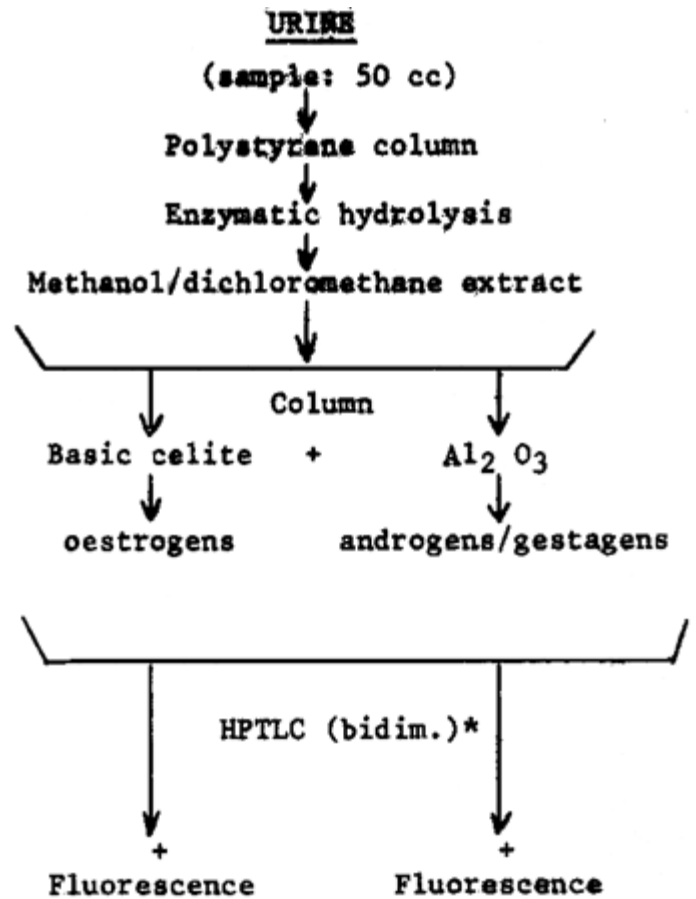 URINE
(sample: 50 cc)
Polystyrene column
Enzymatic hydrolysis
Methanol/dichloromethane extract
Column
Basic celite + Al₂ O₃
oestrogens androgens/gestagens
HPTLC (bidim.)*
+ +
Fluorescence Fluorescence